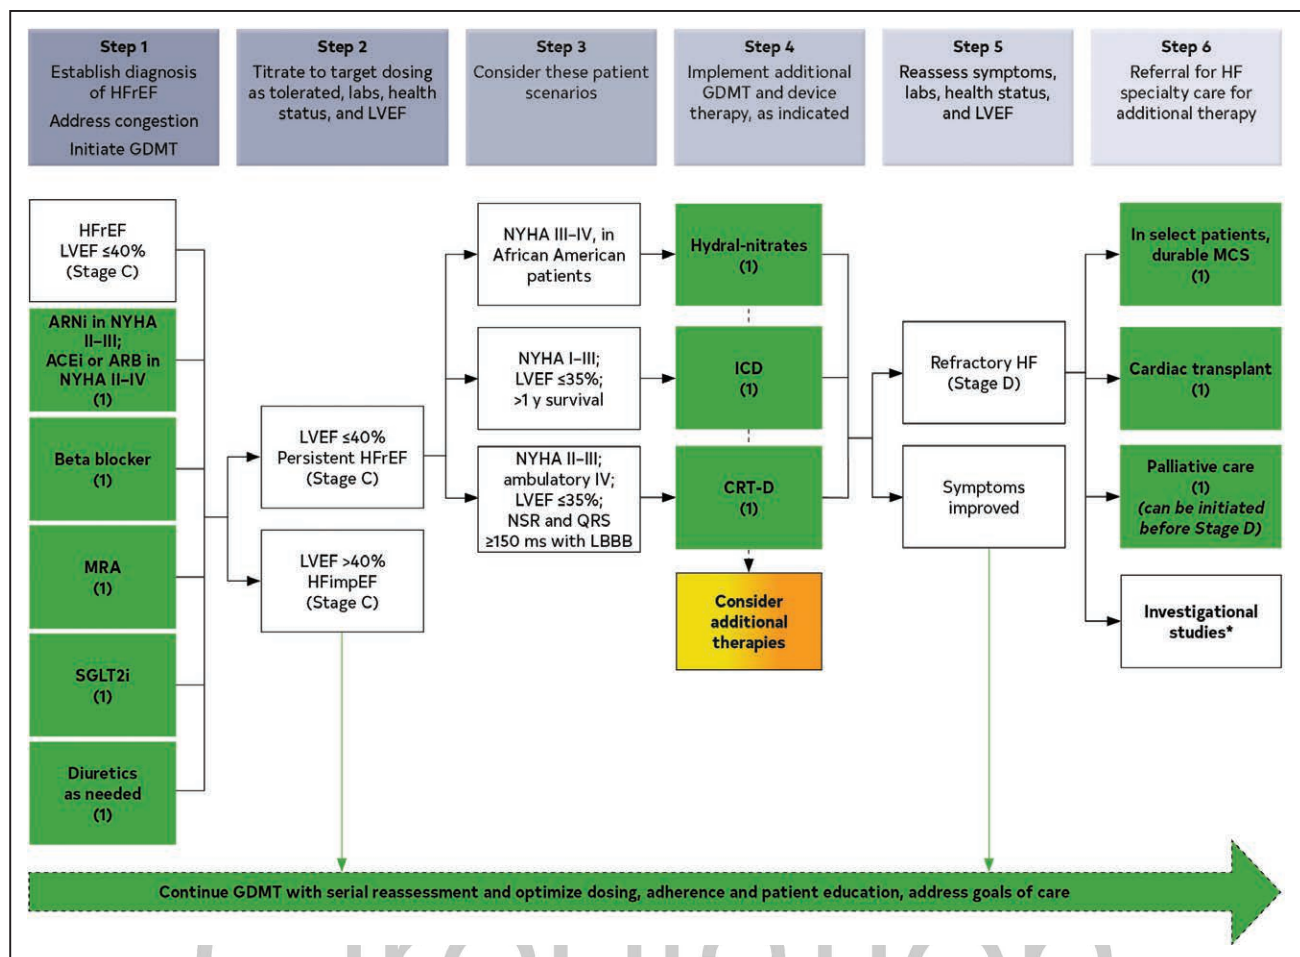 Step 1
Establish diagnosis
of HFrEF
Address congestion
Initiate GDMT
Step 2
Titrate to target dosing
as tolerated, labs, health
status, and LVEF
Step 3
Consider these patient
scenarios
Step 4
Implement additional
GDMT and device
therapy, as indicated
Step 5
Reassess symptoms,
labs, health status,
and LVEF
Step 6
Referral for HF
specialty care for
additional therapy
HFrEF
LVEF ≤40%
(Stage C)
ARNi in NYHA
II–III;
ACEi or ARB in
NYHA II–IV
(1)
Beta blocker
(1)
MRA
(1)
SGLT2i
(1)
Diuretics
as needed
(1)
LVEF ≤40%
Persistent HFrEF
(Stage C)
LVEF >40%
HFimpEF
(Stage C)
NYHA III–IV, in
African American
patients
NYHA I–III;
LVEF ≤35%;
>1 y survival
NYHA II–III;
ambulatory IV;
LVEF ≤35%;
NSR and QRS
≥150 ms with LBBB
Hydral-nitrates
(1)
ICD
(1)
CRT-D
(1)
Consider
additional
therapies
Refractory HF
(Stage D)
Symptoms
improved
In select patients,
durable MCS
(1)
Cardiac transplant
(1)
Palliative care
(1)
(can be initiated
before Stage D)
Investigational
studies*
Continue GDMT with serial reassessment and optimize dosing, adherence and patient education, address goals of care